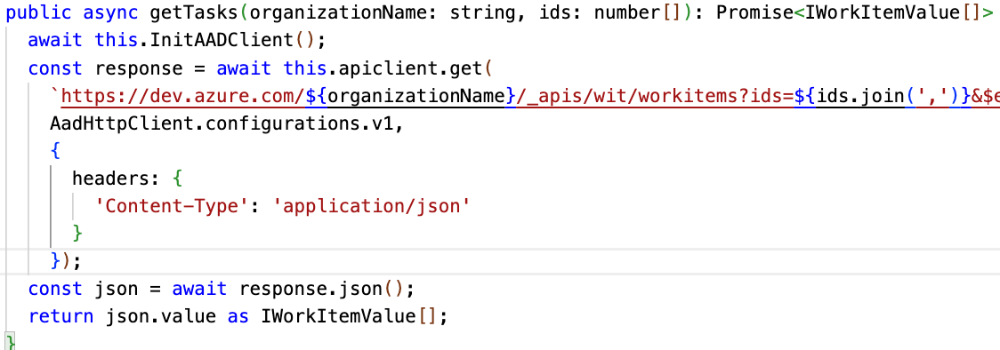 public async getTasks(organizationName: string, ids: number[]): Promise<IWorkItemValue[]>
await this.InitAADClient();
const response = await this.apiclient.get(
`https://dev.azure.com/${organizationName}/_apis/wit/workitems?ids=${ids.join(',')}&$e
AadHttpClient.configurations.v1,
{
headers: {
'Content-Type': 'application/json'
}
});
const json = await response.json();
return json.value as IWorkItemValue[];
}